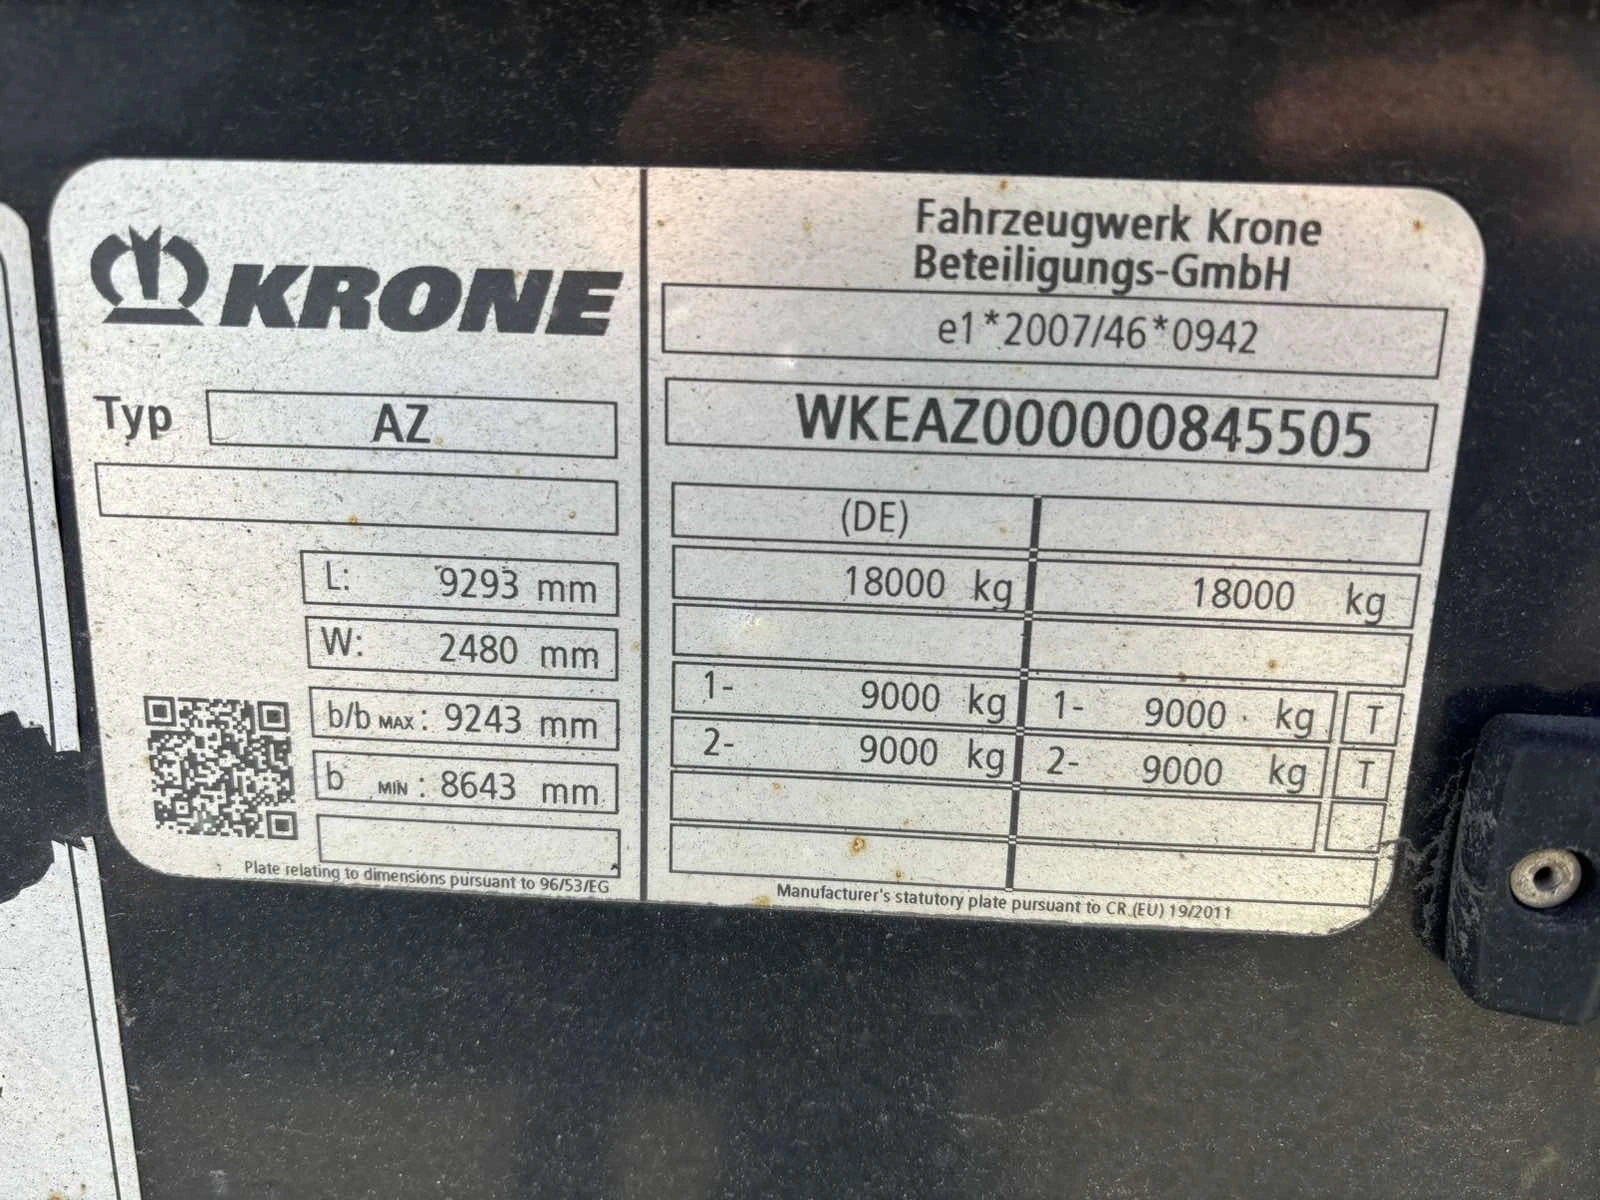 KRONE
Typ AZ
L: 9293 mm
W: 2480 mm
b/b MAX : 9243 mm
b MIN : 8643 mm
Plate relating to dimensions pursuant to 96/53/EG
Fahrzeugwerk Krone
Beteiligungs-GmbH
e1*2007/46*0942
WKEAZ000000845505
(DE)
18000 kg 18000 kg
1- 9000 kg 1- 9000 kg T
2- 9000 kg 2- 9000 kg T
Manufacturer's statutory plate pursuant to CR (EU) 19/2011